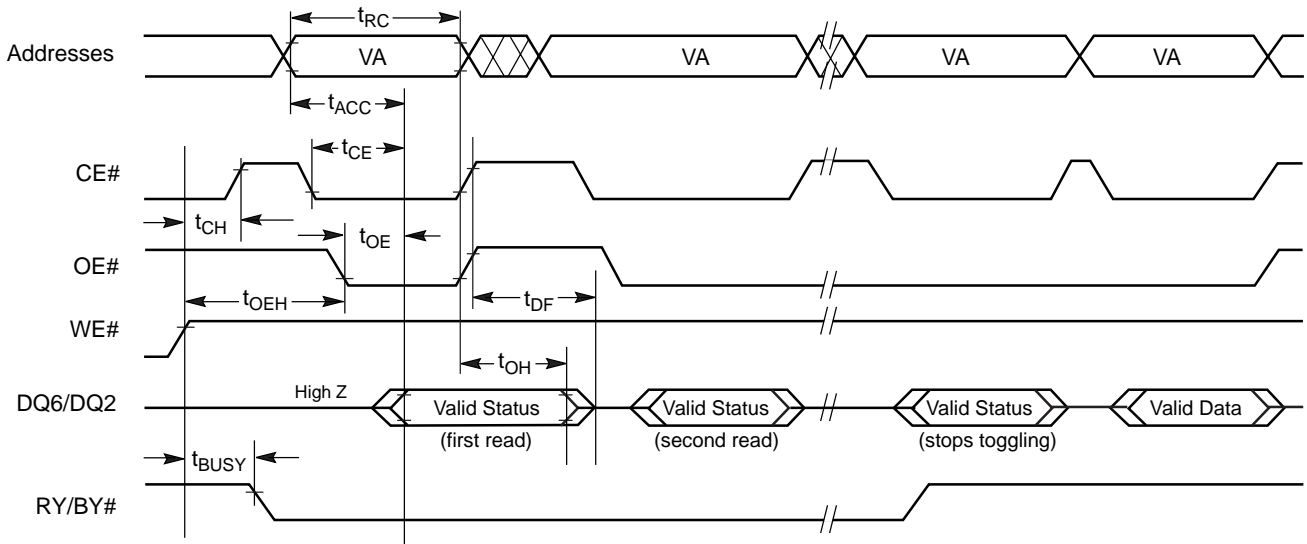 tRC
Addresses VA VA VA VA
tACC
tCE
CE#
tCH
tOE
OE#
tOEH
tDF
WE#
tOH
High Z
DQ6/DQ2 Valid Status Valid Status Valid Status Valid Data
(first read) (second read) (stops toggling)
tBUSY
RY/BY#